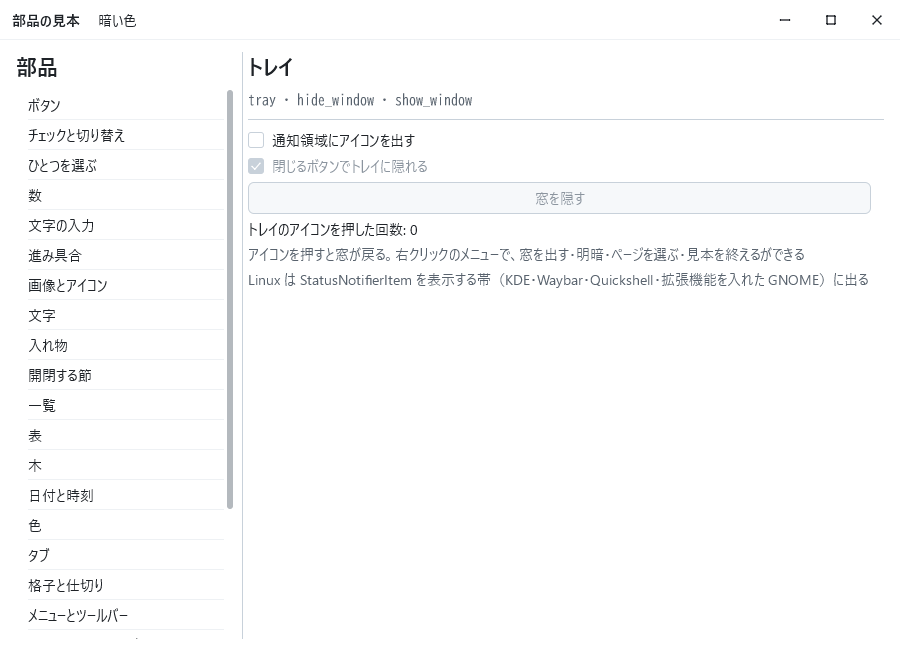 部品の見本 暗い色
部品
ボタン
チェックと切り替え
ひとつを選ぶ
数
文字の入力
進み具合
画像とアイコン
文字
入れ物
開閉する節
一覧
表
木
日付と時刻
色
タブ
格子と仕切り
メニューとツールバー
トレイ
tray · hide_window · show_window
通知領域にアイコンを出す
閉じるボタンでトレイに隠れる
窓を隠す
トレイのアイコンを押した回数: 0
アイコンを押すと窓が戻る。右クリックのメニューで、窓を出す・明暗・ページを選ぶ・見本を終えるができる
Linux は StatusNotifierItem を表示する帯（KDE・Waybar・Quickshell・拡張機能を入れた GNOME）に出る